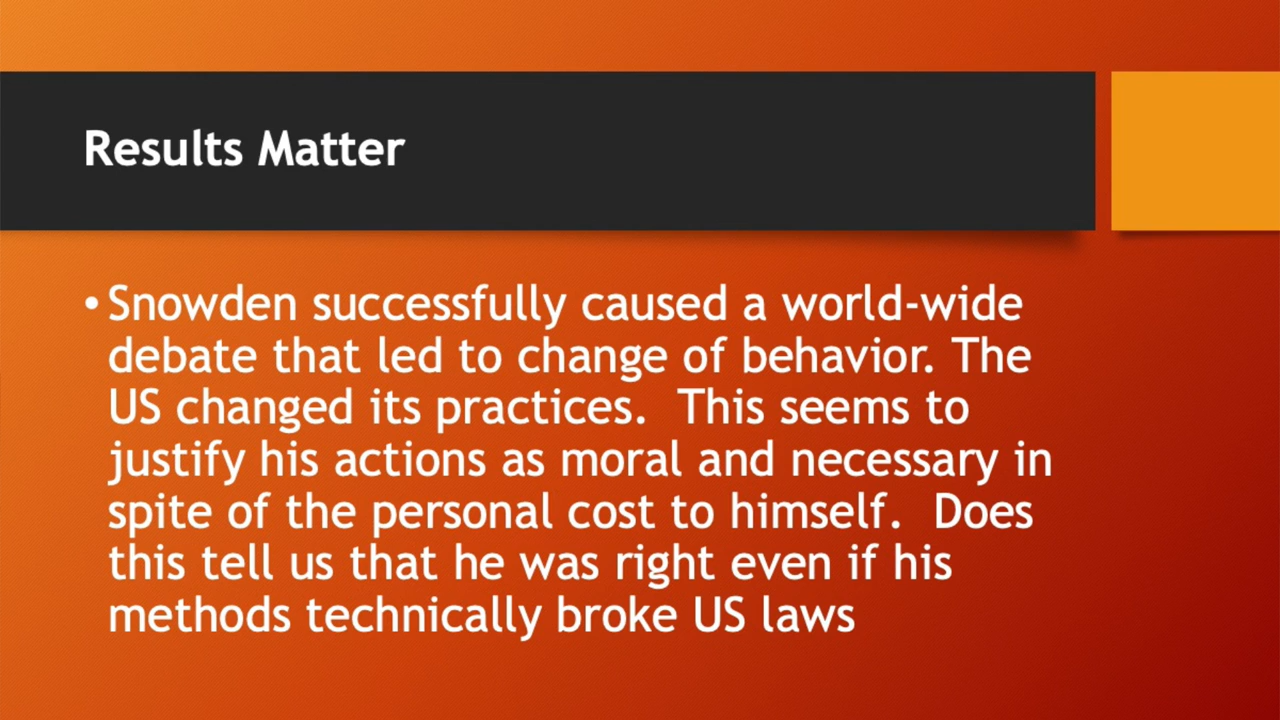 Results Matter
• Snowden successfully caused a world-wide
debate that led to change of behavior. The
US changed its practices.  This seems to
justify his actions as moral and necessary in
spite of the personal cost to himself.  Does
this tell us that he was right even if his
methods technically broke US laws